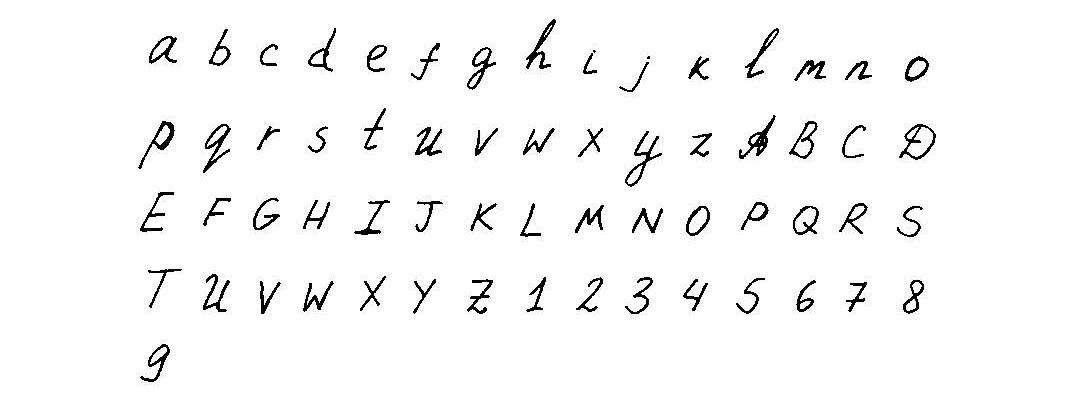 a b c d e f g h i j k l m n o
p q r s t u v w x y z A B C D
E F G H I J K L M N O P Q R S
T U V W X Y Z 1 2 3 4 5 6 7 8
9